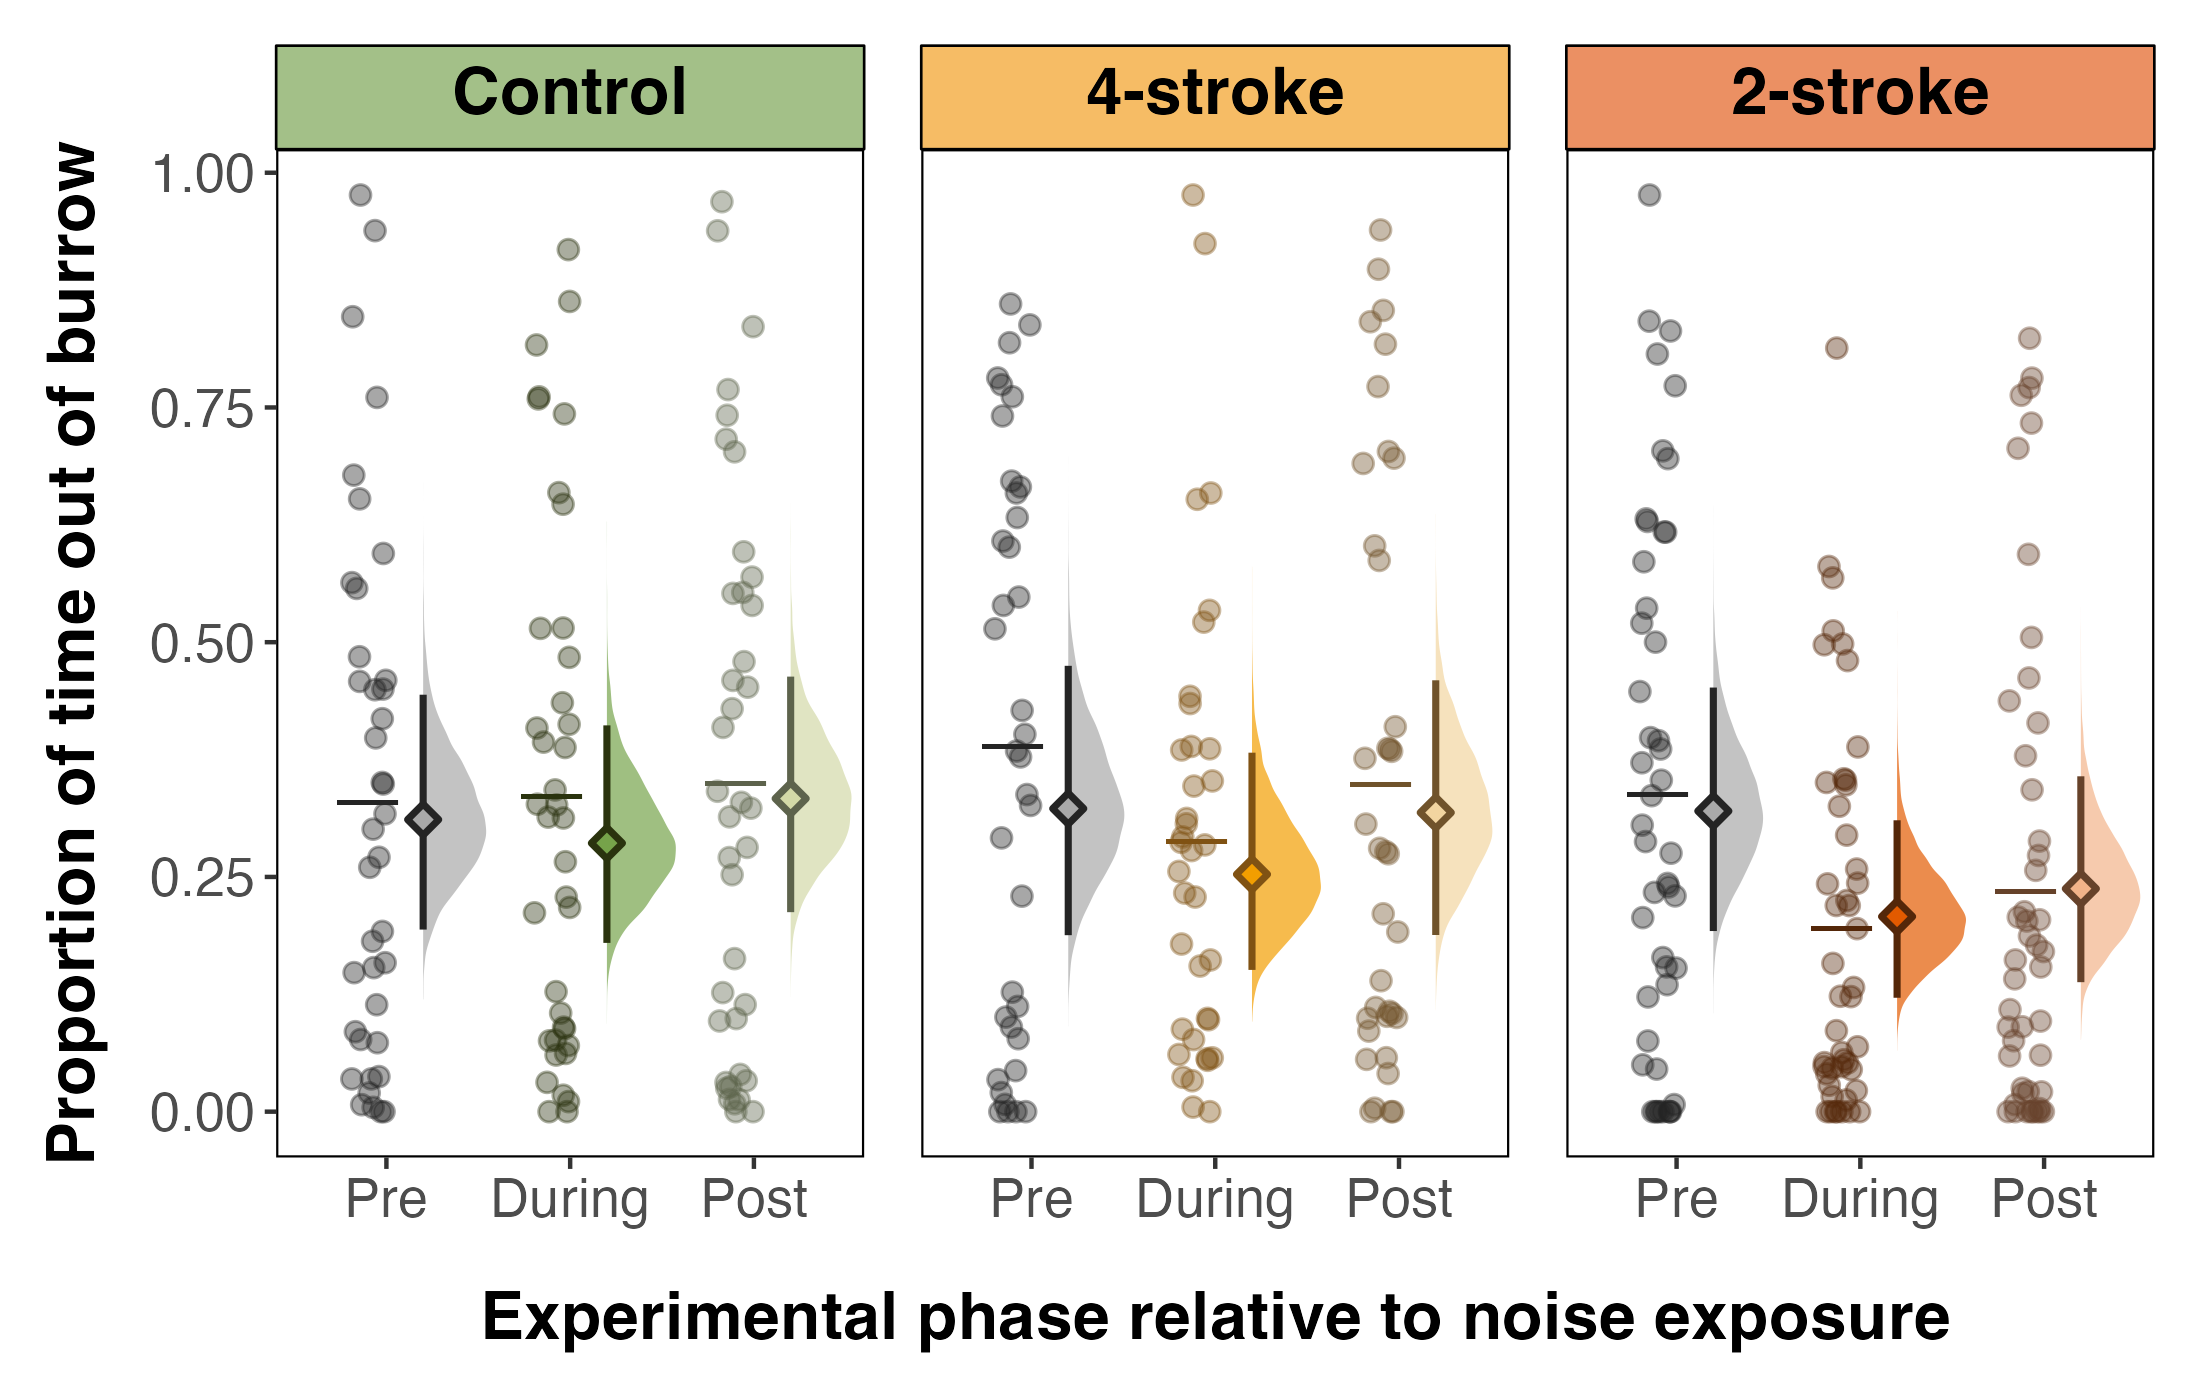 Control 4-stroke 2-stroke
Proportion of time out of burrow
1.00
0.75
0.50
0.25
0.00
Pre During Post Pre During Post Pre During Post
Experimental phase relative to noise exposure